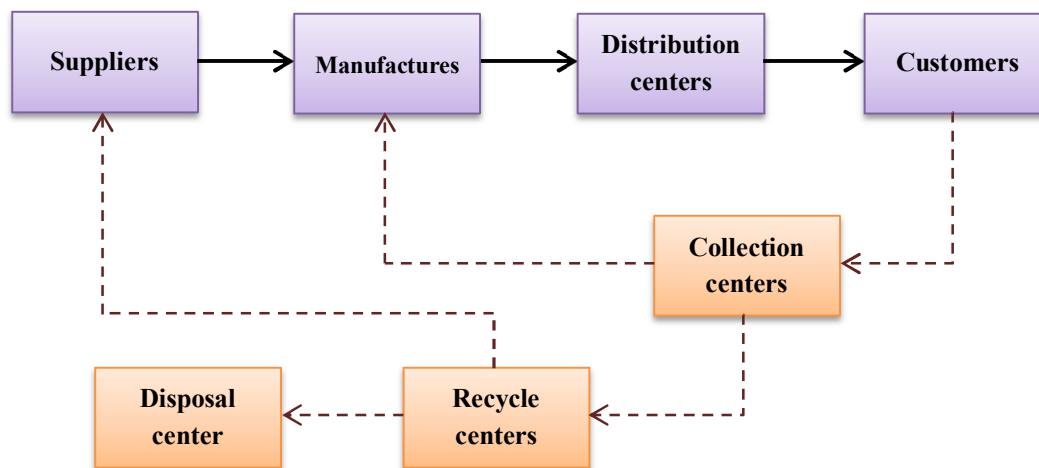 Suppliers
Manufactures
Distribution
centers
Customers
Collection
centers
Disposal
center
Recycle
centers